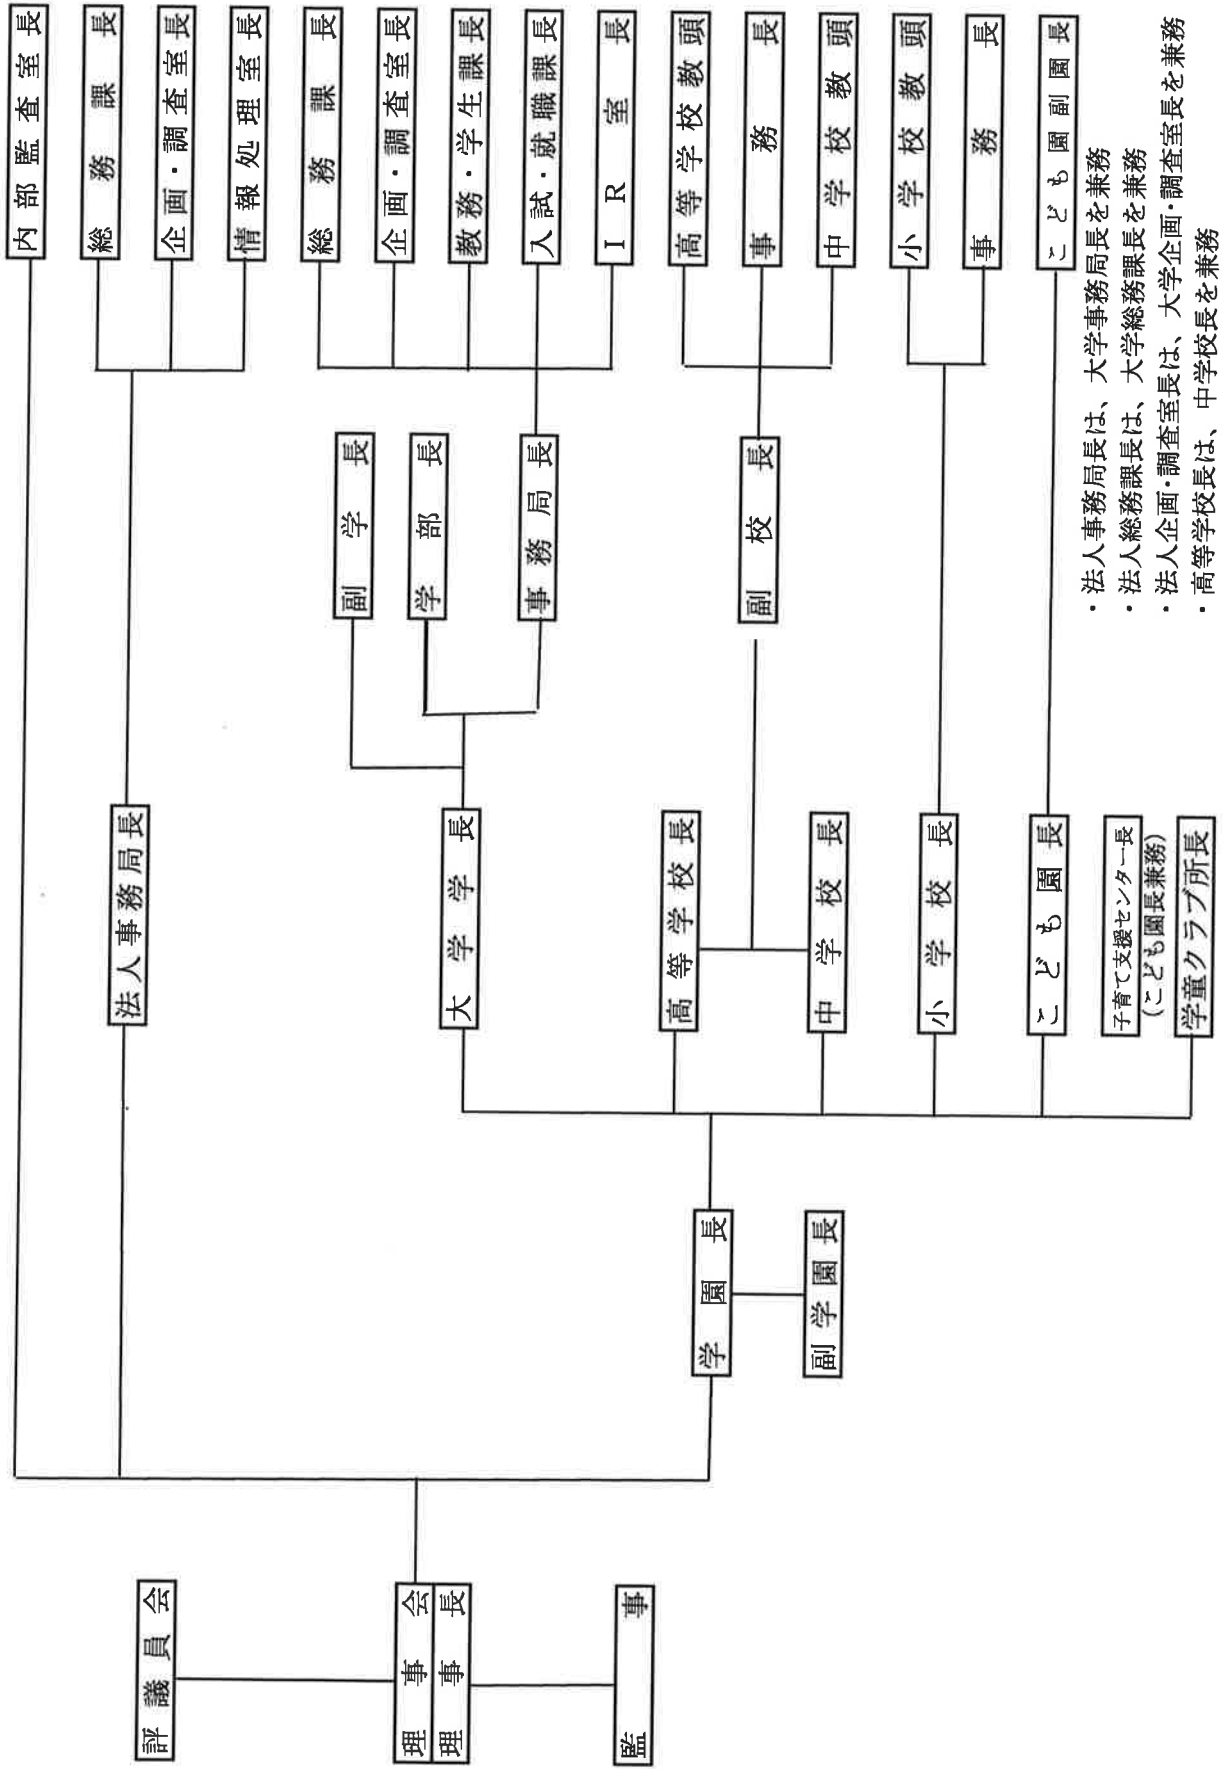 評議員会
理事会
理事長
監事
学園長
副学園長
法人事務局長
大学学長
高等学校長
中学校長
小学校長
こども園長
子育て支援センター長
(こども園長兼務)
学童クラブ所長
副学長
学部長
事務局長
副校長
内部監査室長
総務課長
企画・調査室長
情報処理室長
総務課長
企画・調査室長
教務・学生課長
入試・就職課長
IR室長
高等学校教頭
事務長
中学校教頭
小学校教頭
事務長
こども園副園長
・法人事務局長は、大学事務局長を兼務
・法人総務課長は、大学総務課長を兼務
・法人企画・調査室長は、大学企画・調査室長を兼務
・高等学校長は、中学校長を兼務